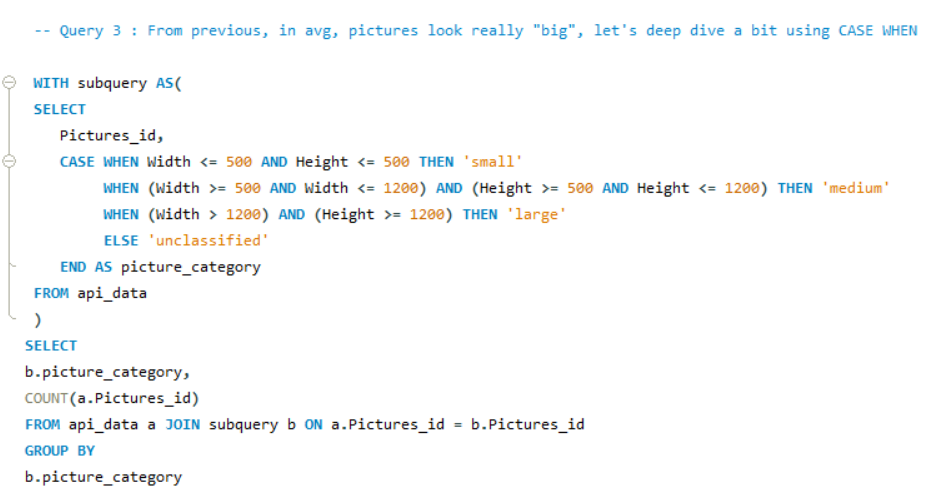 -- Query 3 : From previous, in avg, pictures look really "big", let's deep dive a bit using CASE WHEN
WITH subquery AS(
SELECT
Pictures_id,
CASE WHEN Width <= 500 AND Height <= 500 THEN 'small'
WHEN (Width >= 500 AND Width <= 1200) AND (Height >= 500 AND Height <= 1200) THEN 'medium'
WHEN (Width > 1200) AND (Height >= 1200) THEN 'large'
ELSE 'unclassified'
END AS picture_category
FROM api_data
)
SELECT
b.picture_category,
COUNT(a.Pictures_id)
FROM api_data a JOIN subquery b ON a.Pictures_id = b.Pictures_id
GROUP BY
b.picture_category